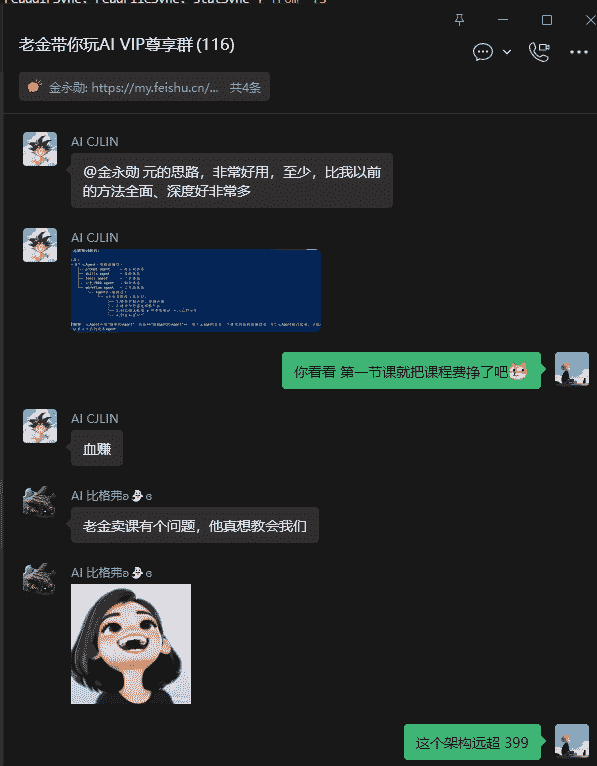 readdirSync, readFileSync, statSync } from 'fs
老金带你玩AI VIP尊享群 (116)
金永勋: https://my.feishu.cn/... 共4条
AI CJLIN
@金永勋 元的思路，非常好用，至少，比我以前
的方法全面、深度好非常多
AI CJLIN
你看看 第一节课就把课程费挣了吧
AI CJLIN
血赚
AI 比格弗
老金卖课有个问题，他真想教会我们
AI 比格弗
这个架构远超 399